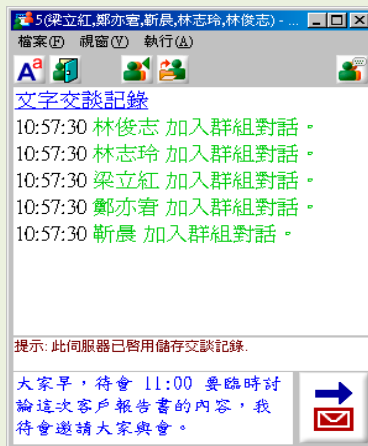 5(梁立紅,鄭亦宭,靳晨,林志玲,林俊志) - ...
檔案(F) 視窗(V) 執行(A)
文字交談記錄
10:57:30 林俊志 加入群組對話。
10:57:30 林志玲 加入群組對話。
10:57:30 梁立紅 加入群組對話。
10:57:30 鄭亦宭 加入群組對話。
10:57:30 靳晨 加入群組對話。
提示: 此伺服器已啟用儲存交談記錄.
大家早，待會 11:00 要臨時討
論這次客戶報告書的內容，我
待會邀請大家與會。